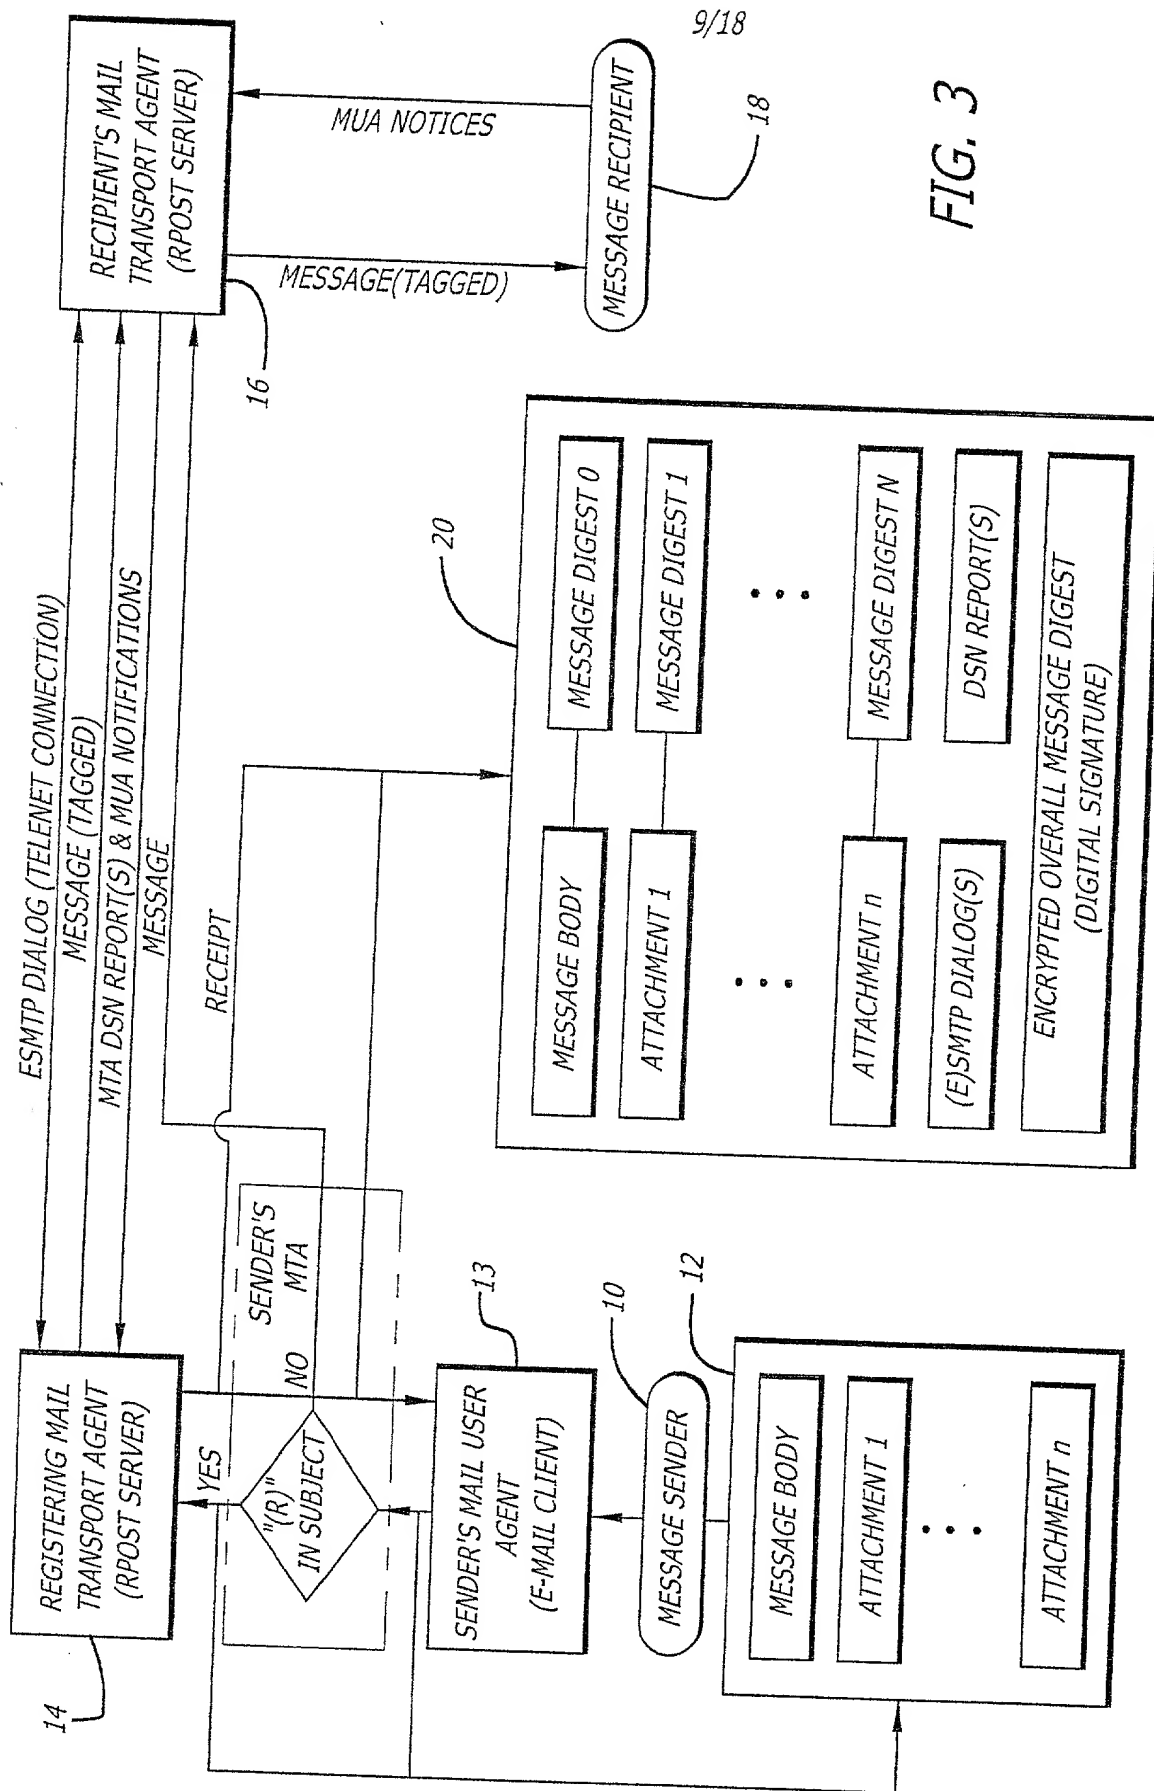 9/18
ESMTP DIALOG (TELENET CONNECTION)
MESSAGE (TAGGED)
MTA DSN REPORT(S) & MUA NOTIFICATIONS
MESSAGE
RECEIPT
14
REGISTERING MAIL
TRANSPORT AGENT
(RPOST SERVER)
YES
NO
"(R)"
IN SUBJECT
SENDER'S
MTA
13
SENDER'S MAIL USER
AGENT
(E-MAIL CLIENT)
10
MESSAGE SENDER
12
MESSAGE BODY
ATTACHMENT 1
• • •
ATTACHMENT n
20
MESSAGE BODY
MESSAGE DIGEST 0
ATTACHMENT 1
MESSAGE DIGEST 1
• • •
• • •
ATTACHMENT n
MESSAGE DIGEST N
(E)SMTP DIALOG(S)
DSN REPORT(S)
ENCRYPTED OVERALL MESSAGE DIGEST
(DIGITAL SIGNATURE)
RECIPIENT'S MAIL
TRANSPORT AGENT
(RPOST SERVER)
16
MESSAGE(TAGGED)
MUA NOTICES
MESSAGE RECIPIENT
18
FIG. 3